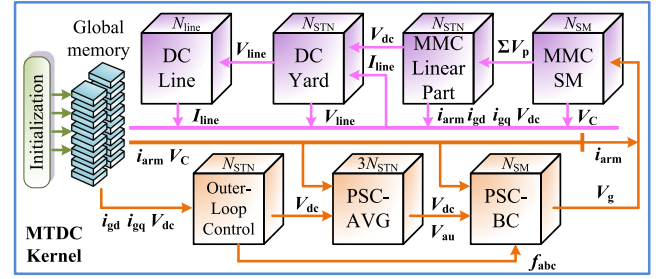 Global
memory
Initialization
N_line
DC
Line
V_line
N_STN
DC
Yard
V_dc
I_line
N_STN
MMC
Linear
Part
ΣV_p
N_SM
MMC
SM
I_line
V_line
i_arm i_gd i_gq V_dc
V_C
i_arm V_C
i_arm
i_gd i_gq V_dc
N_STN
Outer-
Loop
Control
V_dc
3N_STN
PSC-
AVG
V_dc
V_au
N_SM
PSC-
BC
V_g
f_abc
MTDC
Kernel